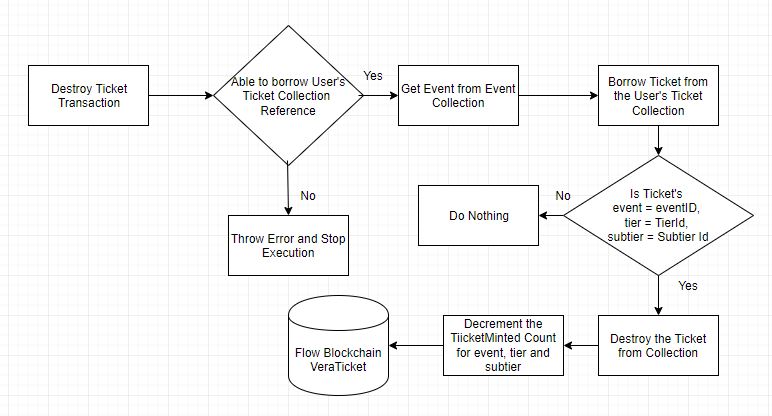 Destroy Ticket
Transaction
Able to borrow User's
Ticket Collection
Reference
Yes
Get Event from Event
Collection
Borrow Ticket from
the User's Ticket
Collection
No
Throw Error and Stop
Execution
Is Ticket's
event = eventID,
tier = TierId,
subtier = Subtier Id
No
Do Nothing
Yes
Destroy the Ticket
from Collection
Decrement the
TiicketMinted Count
for event, tier and
subtier
Flow Blockchain
VeraTicket